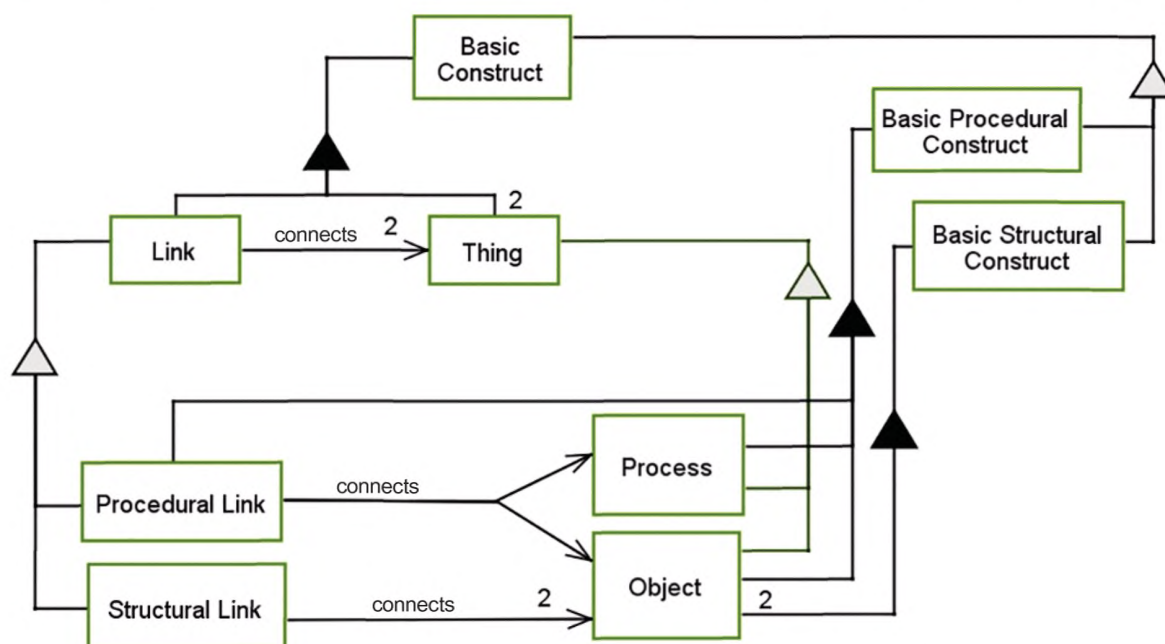 Basic
Construct
Basic Procedural
Construct
2
Link
connects
2
Thing
Basic Structural
Construct
Process
Procedural Link
connects
Object
Structural Link
connects
2
2